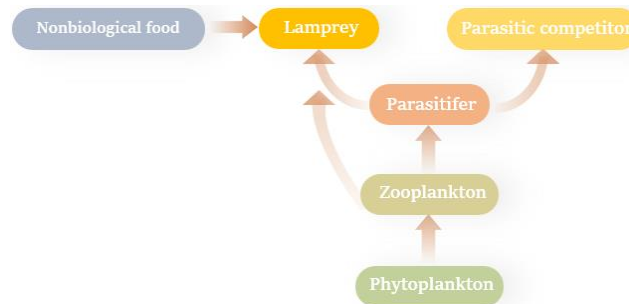 Nonbiological food
Lamprey
Parasitic competitor
Parasitifer
Zooplankton
Phytoplankton